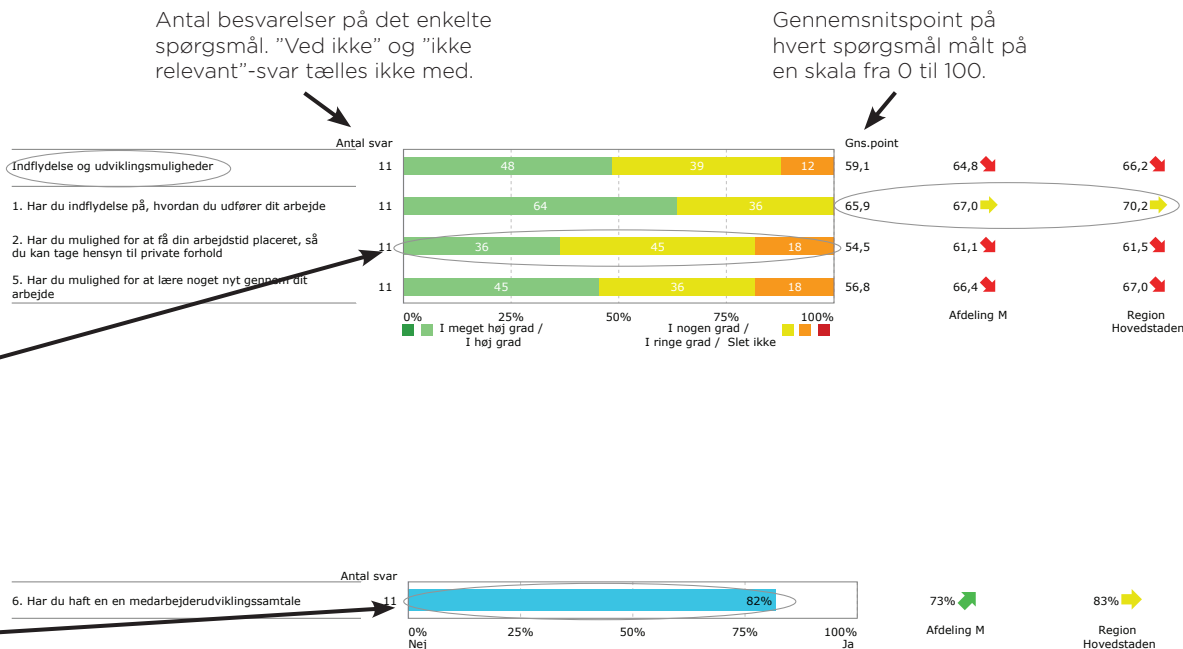 Antal besvarelser på det enkelte
spørgsmål. ”Ved ikke” og ”ikke
relevant”-svar tælles ikke med.
Gennemsnitspoint på
hvert spørgsmål målt på
en skala fra 0 til 100.
Antal svar
Gns.point
Indflydelse og udviklingsmuligheder 11 48 39 12 59,1 64,8 66,2
1. Har du indflydelse på, hvordan du udfører dit arbejde 11 64 36 65,9 67,0 70,2
2. Har du mulighed for at få din arbejdstid placeret, så
du kan tage hensyn til private forhold
11 36 45 18 54,5 61,1 61,5
5. Har du mulighed for at lære noget nyt gennem dit
arbejde
11 45 36 18 56,8 66,4 67,0
0% 25% 50% 75% 100%
I meget høj grad /
I høj grad
I nogen grad /
I ringe grad / Slet ikke
Afdeling M
Region
Hovedstaden
Antal svar
6. Har du haft en en medarbejderudviklingssamtale 11 82% 73% 83%
0% 25% 50% 75% 100%
Nej Ja
Afdeling M
Region
Hovedstaden